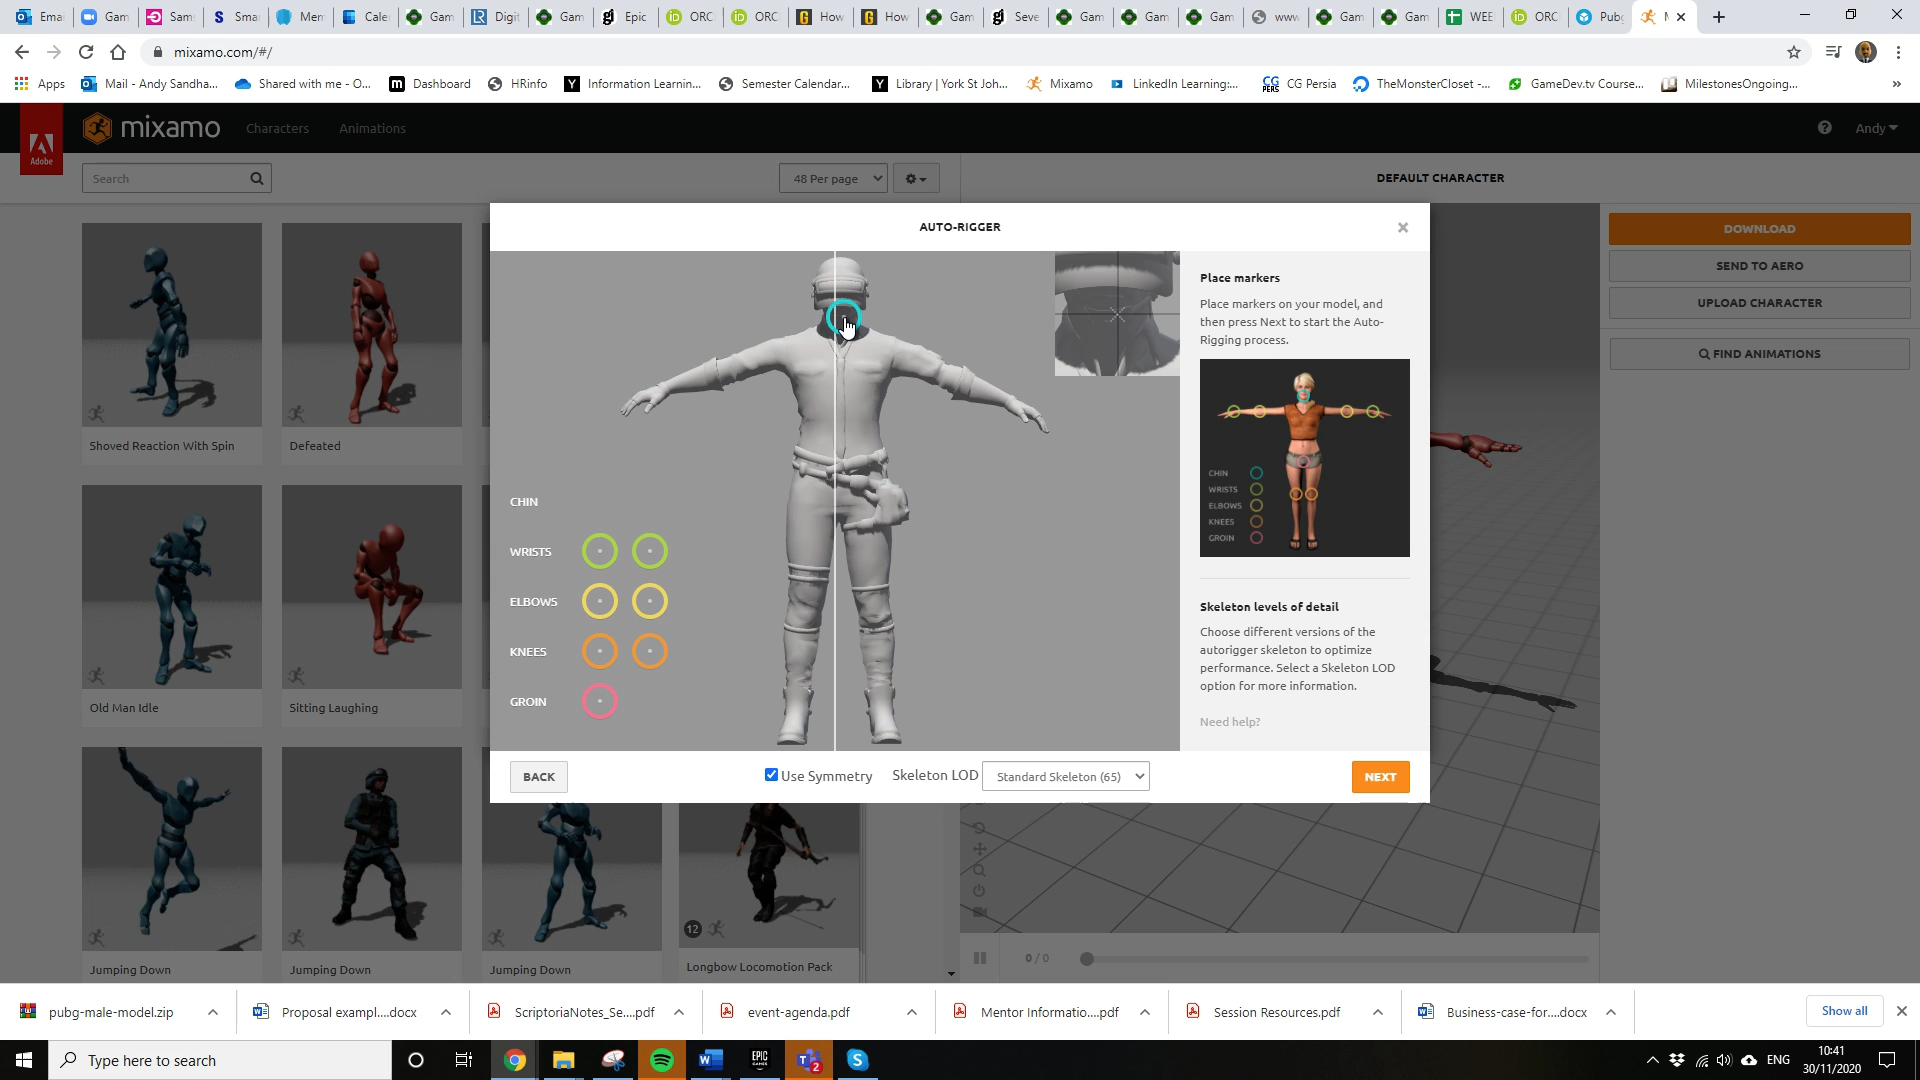 Emai
Gam
Sam
Smar
Men
Cale
Gam
Digit
Gam
Epic
ORC
ORC
How
How
Gam
Seve
Gam
Gam
Gam
www
Gam
Gam
WEE
ORC
Pub
mixamo.com/#/
Apps
Mail - Andy Sandha...
Shared with me - O...
Dashboard
HRinfo
Information Learnin...
Semester Calendar...
Library | York St Joh...
Mixamo
LinkedIn Learning:...
CG Persia
TheMonsterCloset -...
GameDev.tv Course...
MilestonesOngoing...
»
Adobe
mixamo
Characters
Animations
Andy
Search
48 Per page
DEFAULT CHARACTER
DOWNLOAD
SEND TO AERO
UPLOAD CHARACTER
FIND ANIMATIONS
Shoved Reaction With Spin
Defeated
Old Man Idle
Sitting Laughing
Jumping Down
Jumping Down
Jumping Down
12
Longbow Locomotion Pack
AUTO-RIGGER
×
CHIN
WRISTS
ELBOWS
KNEES
GROIN
Place markers
Place markers on your model, and
then press Next to start the Auto-
Rigging process.
CHIN
WRISTS
ELBOWS
KNEES
GROIN
Skeleton levels of detail
Choose different versions of the
autorigger skeleton to optimize
performance. Select a Skeleton LOD
option for more information.
Need help?
BACK
Use Symmetry
Skeleton LOD
Standard Skeleton (65)
NEXT
0 / 0
pubg-male-model.zip
Proposal exampl....docx
ScriptoriaNotes_Se....pdf
event-agenda.pdf
Mentor Informatio....pdf
Session Resources.pdf
Business-case-for....docx
Show all
Type here to search
EPIC
GAMES
2
ENG
10:41
30/11/2020